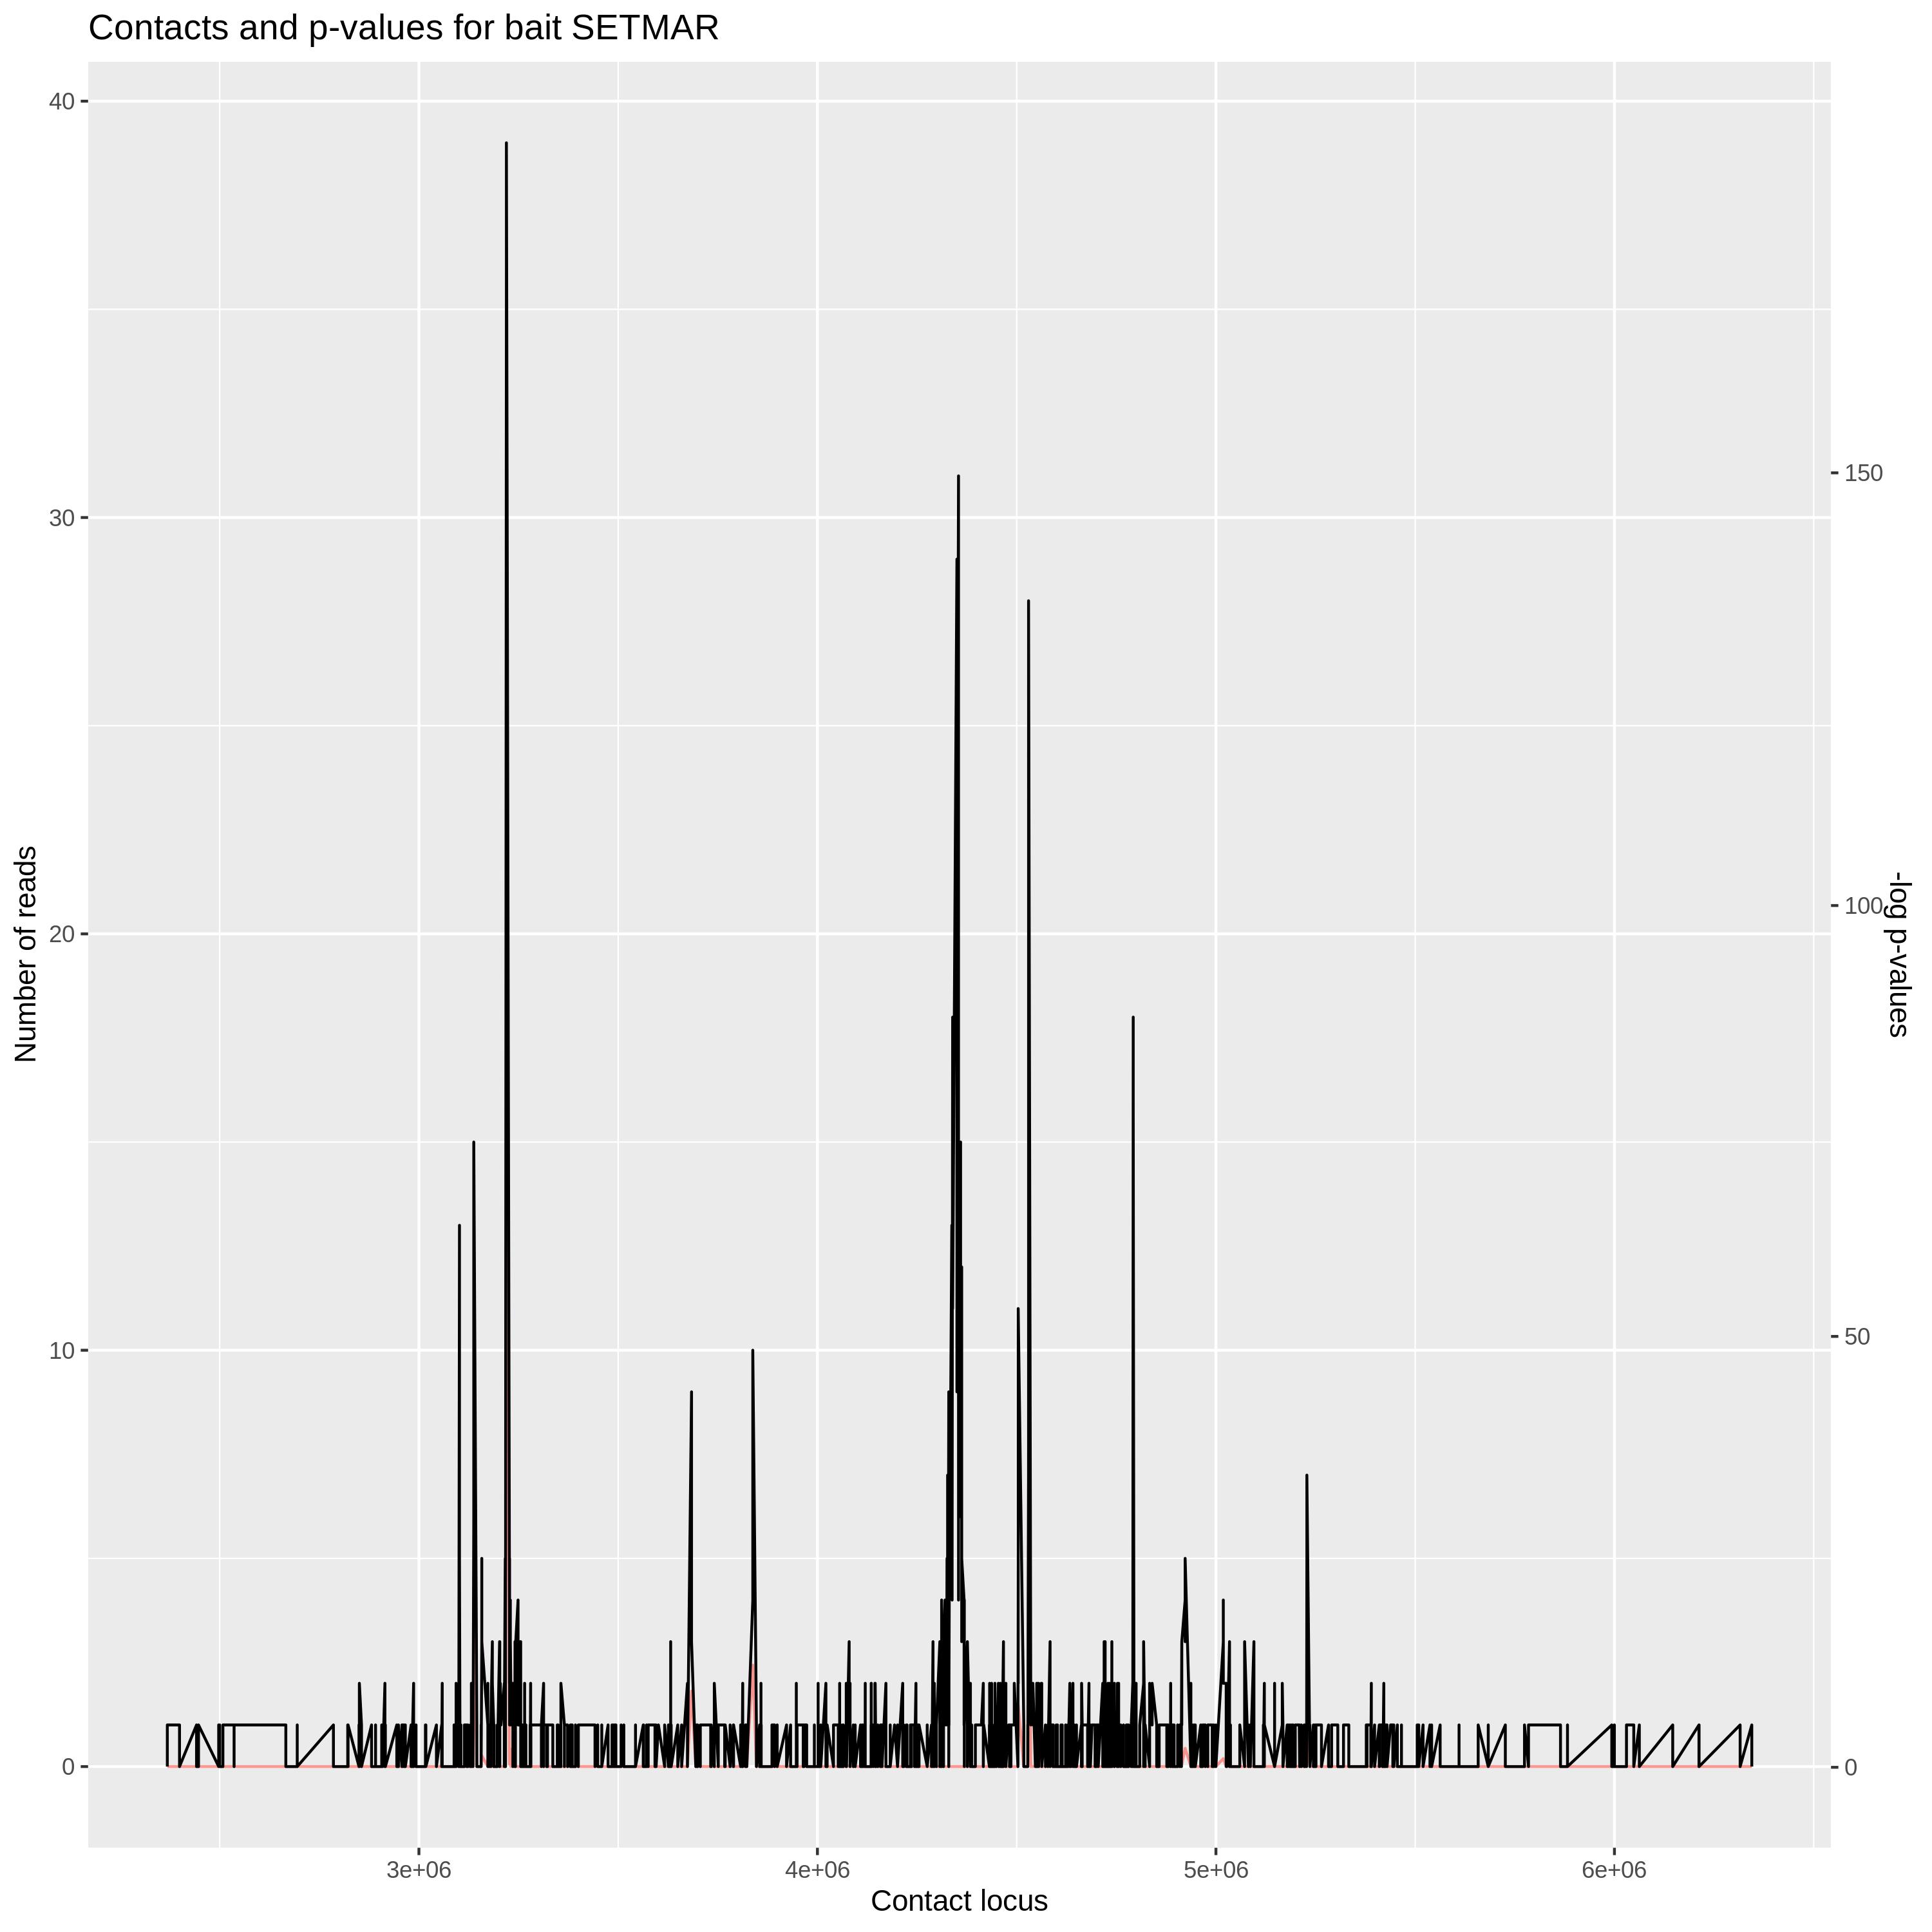 Contacts and p-values for bait SETMAR
40
30
20
10
0
Number of reads
150
100
50
0
-log p-values
3e+06 4e+06 5e+06 6e+06
Contact locus